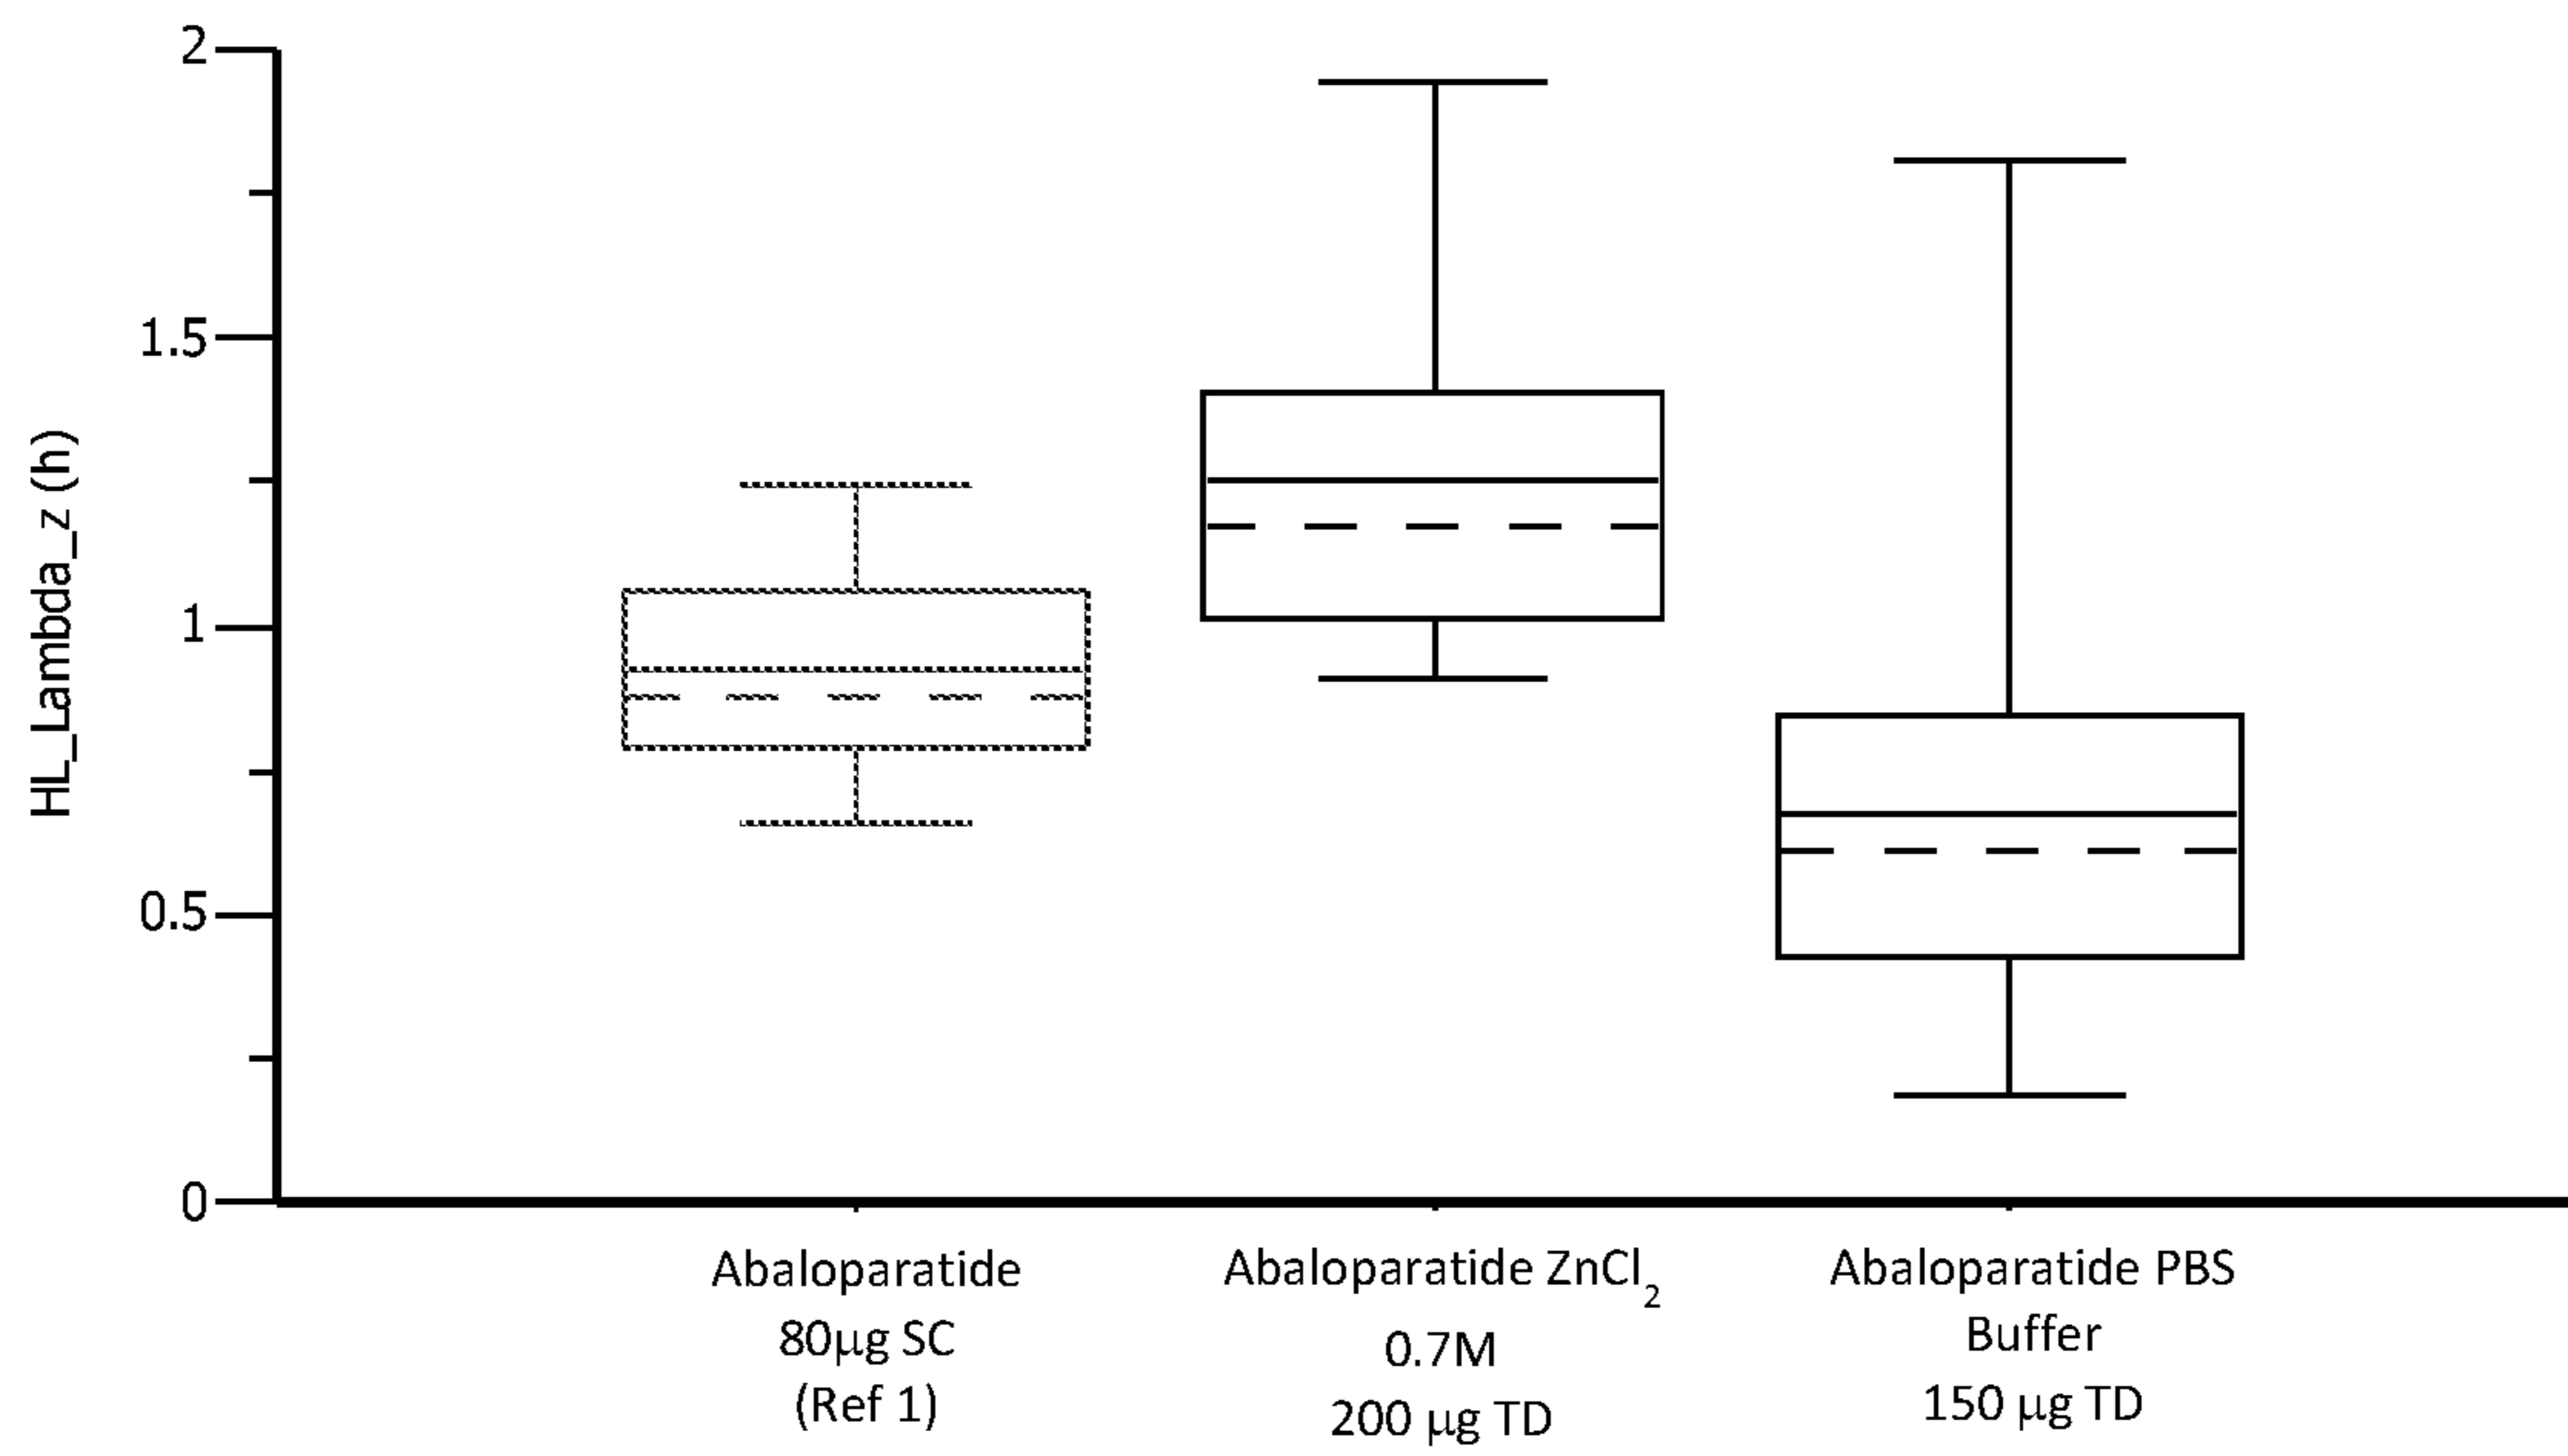 2
1.5
1
0.5
0
HL_Lambda_z (h)
Abaloparatide
80µg SC
(Ref 1)
Abaloparatide ZnCl₂
0.7M
200 µg TD
Abaloparatide PBS
Buffer
150 µg TD